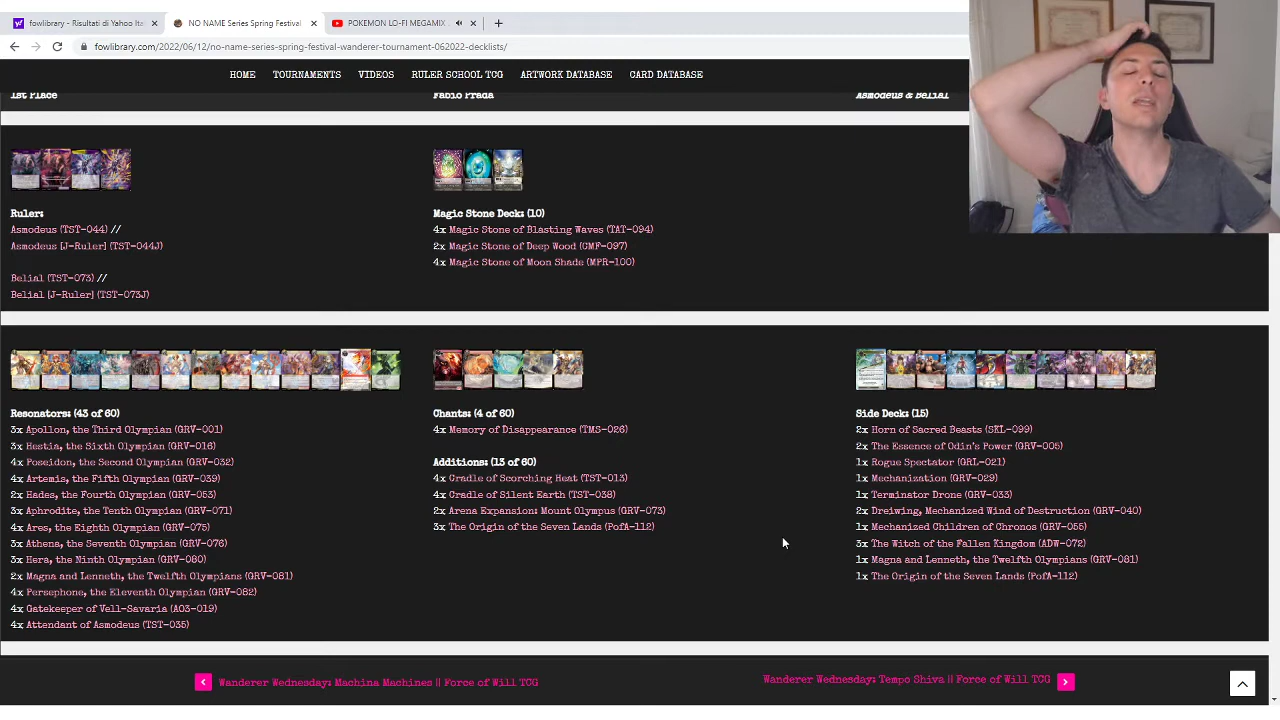 fowlibrary - Risultati di Yahoo Ita
NO NAME Series Spring Festival
POKEMON LO-FI MEGAMIX
fowlibrary.com/2022/06/12/no-name-series-spring-festival-wanderer-tournament-062022-decklists/
HOME TOURNAMENTS VIDEOS RULER SCHOOL TCG ARTWORK DATABASE CARD DATABASE
1st Place
Fabio Prada
Asmodeus & Belial
Ruler:
Asmodeus (TST-044) //
Asmodeus [J-Ruler] (TST-044J)
Belial (TST-073) //
Belial [J-Ruler] (TST-073J)
Magic Stone Deck: (10)
4x Magic Stone of Blasting Waves (TAT-094)
2x Magic Stone of Deep Wood (CMF-097)
4x Magic Stone of Moon Shade (MPR-100)
Resonators: (43 of 60)
3x Apollon, the Third Olympian (GRV-001)
3x Hestia, the Sixth Olympian (GRV-016)
4x Poseidon, the Second Olympian (GRV-032)
4x Artemis, the Fifth Olympian (GRV-039)
2x Hades, the Fourth Olympian (GRV-053)
3x Aphrodite, the Tenth Olympian (GRV-071)
4x Ares, the Eighth Olympian (GRV-075)
3x Athena, the Seventh Olympian (GRV-076)
3x Hera, the Ninth Olympian (GRV-080)
2x Magna and Lenneth, the Twelfth Olympians (GRV-081)
4x Persephone, the Eleventh Olympian (GRV-082)
4x Gatekeeper of Vell-Savaria (AO3-019)
4x Attendant of Asmodeus (TST-035)
Chants: (4 of 60)
4x Memory of Disappearance (TMS-026)
Additions: (13 of 60)
4x Cradle of Scorching Heat (TST-013)
4x Cradle of Silent Earth (TST-038)
2x Arena Expansion: Mount Olympus (GRV-073)
3x The Origin of the Seven Lands (PofA-112)
Side Deck: (15)
2x Horn of Sacred Beasts (SKL-099)
2x The Essence of Odin's Power (GRV-005)
1x Rogue Spectator (GRL-021)
1x Mechanization (GRV-029)
1x Terminator Drone (GRV-033)
2x Dreiwing, Mechanized Wind of Destruction (GRV-040)
1x Mechanized Children of Chronos (GRV-055)
3x The Witch of the Fallen Kingdom (ADW-072)
1x Magna and Lenneth, the Twelfth Olympians (GRV-081)
1x The Origin of the Seven Lands (PofA-112)
Wanderer Wednesday: Machina Machines || Force of Will TCG
Wanderer Wednesday: Tempo Shiva || Force of Will TCG